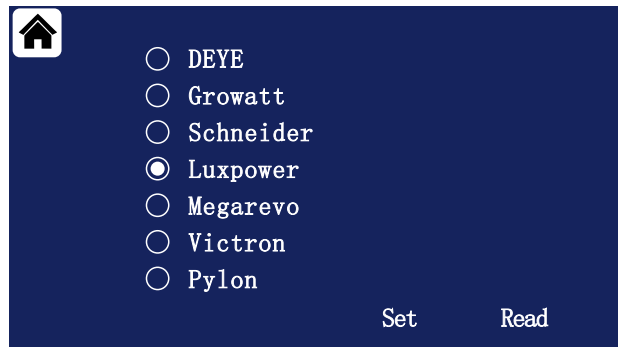 DEYE
Growatt
Schneider
Luxpower
Megarevo
Victron
Pylon
Set Read